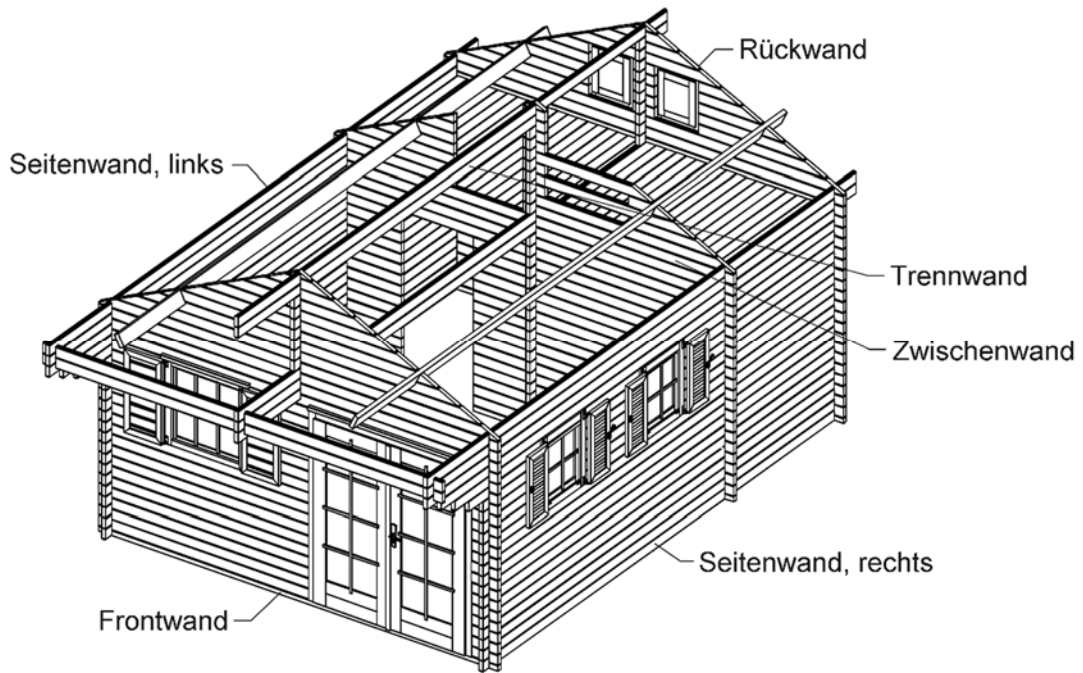 Rückwand
Seitenwand, links
Trennwand
Zwischenwand
Seitenwand, rechts
Frontwand